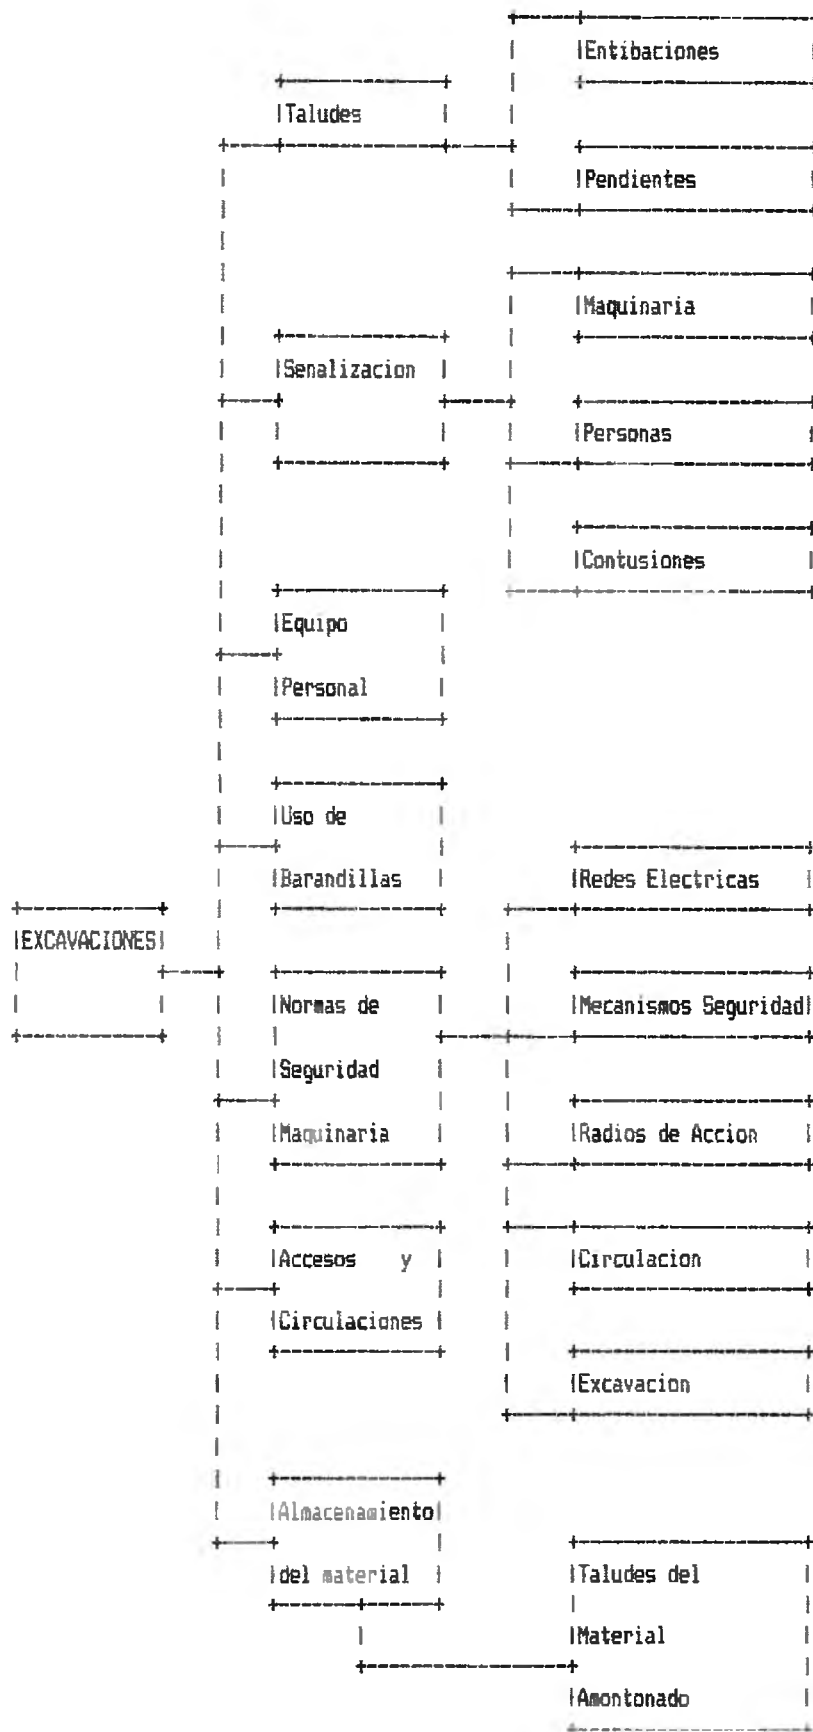 Entibaciones
Taludes
Pendientes
Maquinaria
Senalizacion
Personas
Contusiones
Equipo
Personal
Uso de
Barandillas
Redes Electricas
EXCAVACIONES
Normas de
Mecanismos Seguridad
Seguridad
Maquinaria
Radios de Accion
Accesos y
Circulacion
Circulaciones
Excavacion
Almacenamiento
del material
Taludes del
Material
Amontonado